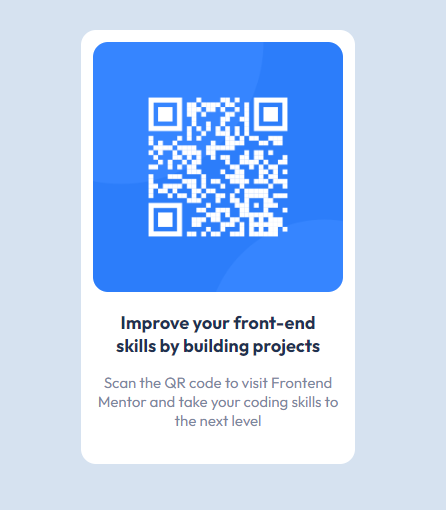 Improve your front-end
skills by building projects
Scan the QR code to visit Frontend
Mentor and take your coding skills to
the next level